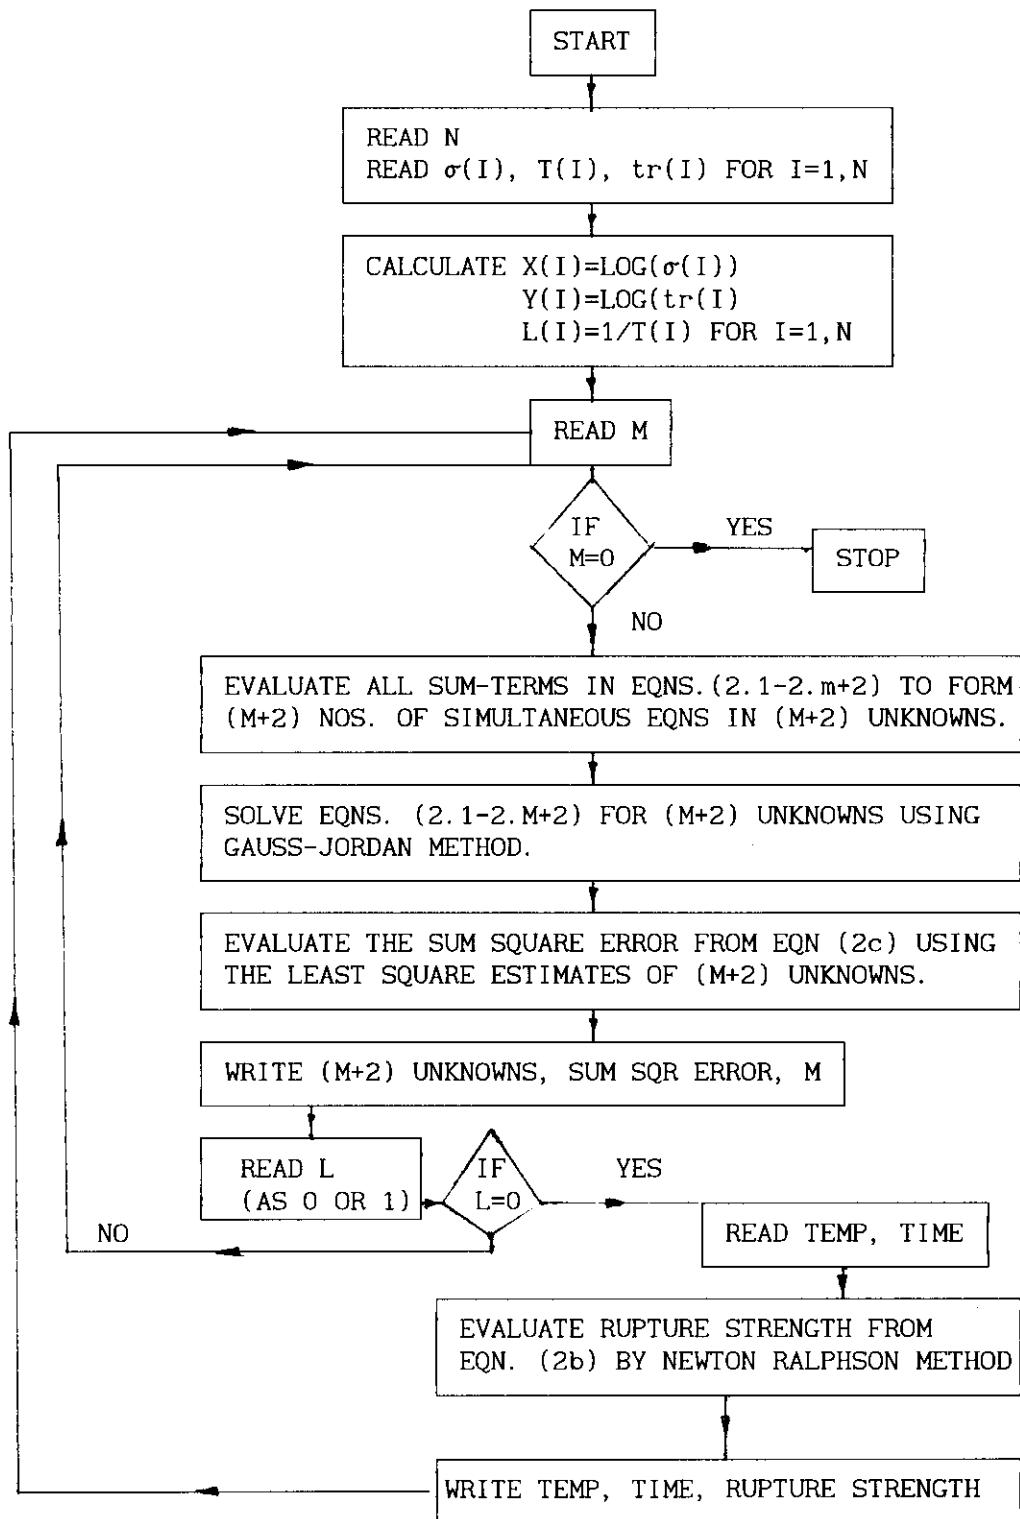 START
READ N
READ σ(I), T(I), tr(I) FOR I=1,N
CALCULATE X(I)=LOG(σ(I))
Y(I)=LOG(tr(I)
L(I)=1/T(I) FOR I=1,N
READ M
IF
M=0
YES
STOP
NO
EVALUATE ALL SUM-TERMS IN EQNS.(2.1-2.m+2) TO FORM
(M+2) NOS. OF SIMULTANEOUS EQNS IN (M+2) UNKNOWNS.
SOLVE EQNS. (2.1-2.M+2) FOR (M+2) UNKNOWNS USING
GAUSS-JORDAN METHOD.
EVALUATE THE SUM SQUARE ERROR FROM EQN (2c) USING
THE LEAST SQUARE ESTIMATES OF (M+2) UNKNOWNS.
WRITE (M+2) UNKNOWNS, SUM SQR ERROR, M
READ L
(AS 0 OR 1)
IF
L=0
YES
NO
READ TEMP, TIME
EVALUATE RUPTURE STRENGTH FROM
EQN. (2b) BY NEWTON RALPHSON METHOD
WRITE TEMP, TIME, RUPTURE STRENGTH